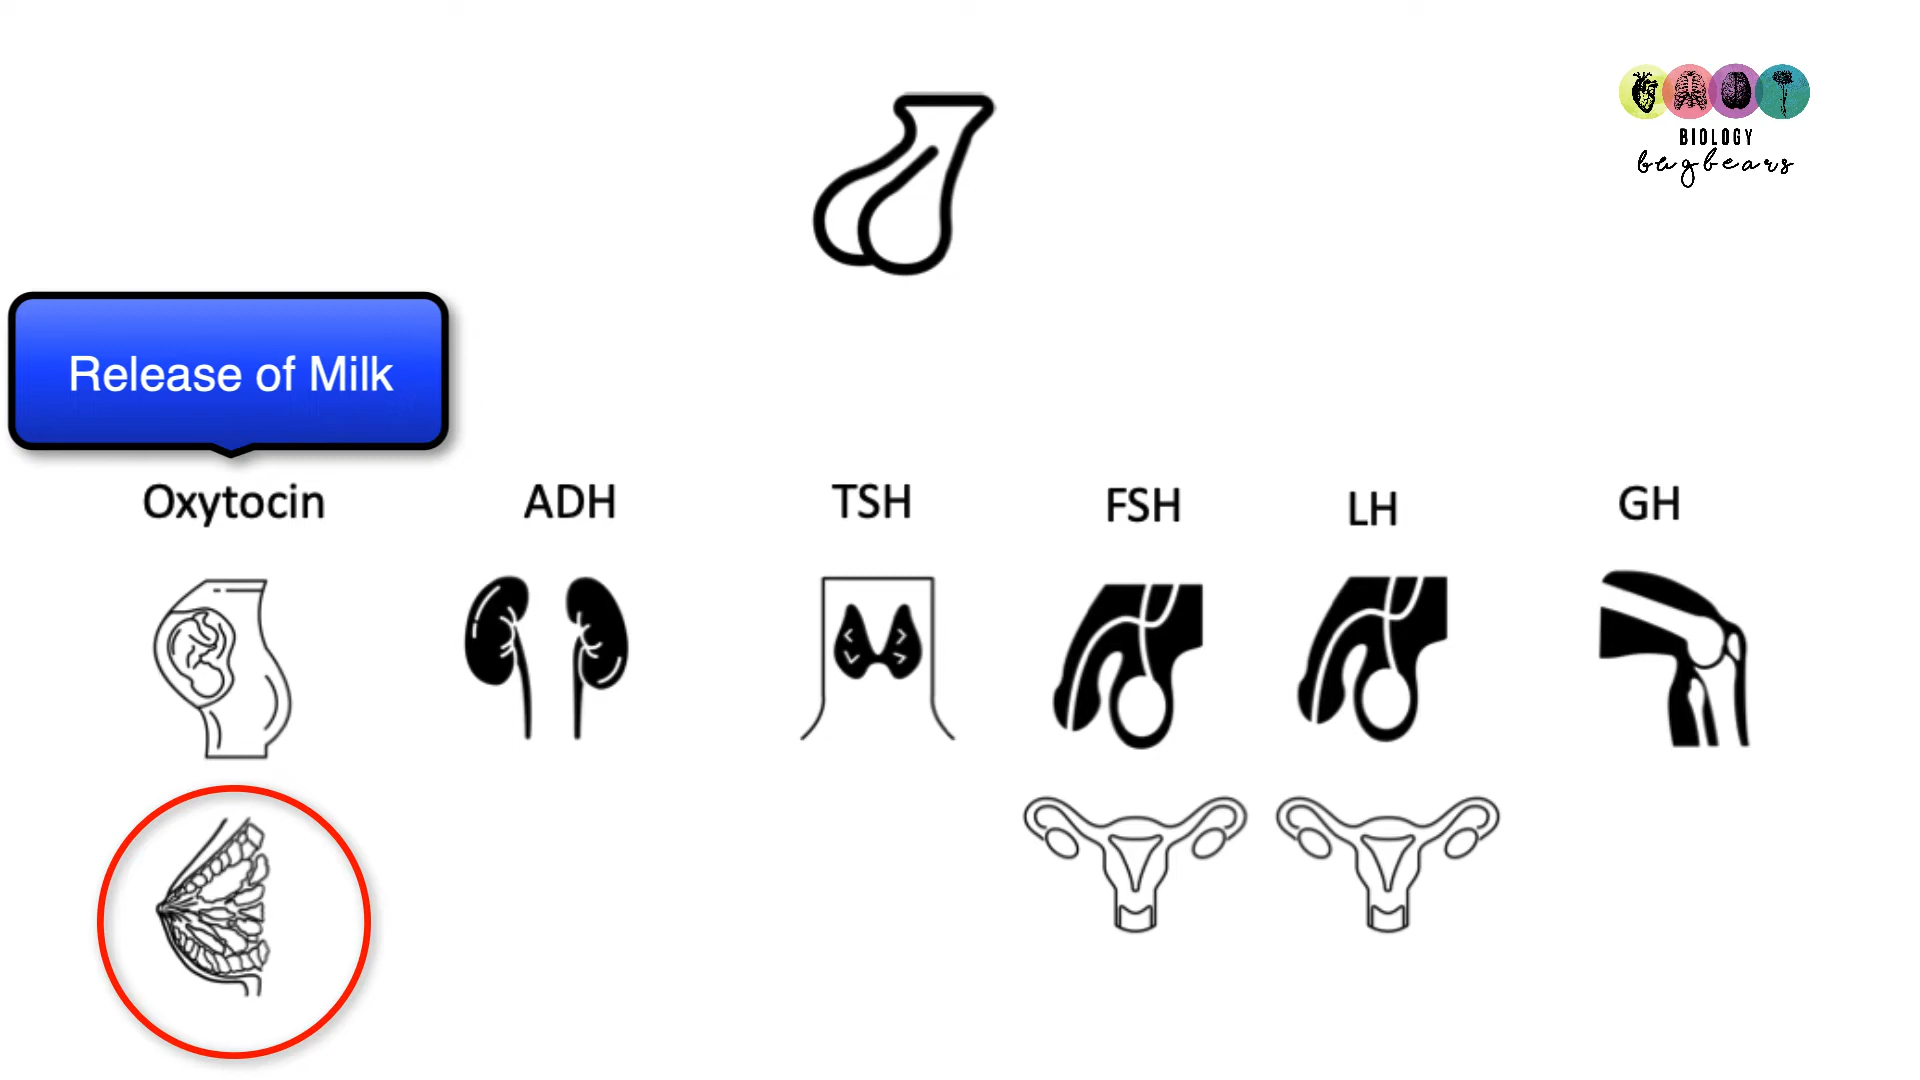 BIOLOGY
bugbears
Release of Milk
Oxytocin
ADH
TSH
FSH
LH
GH